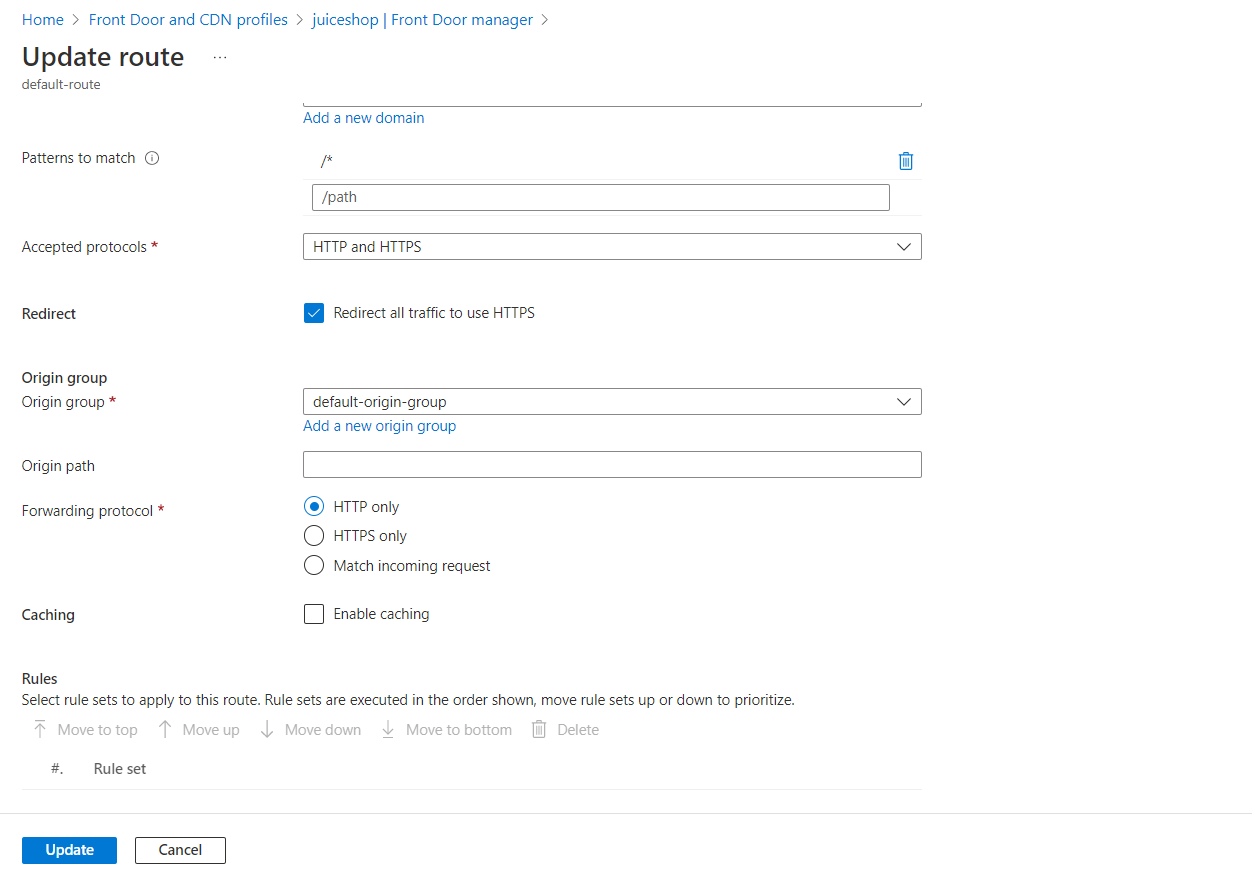 Home > Front Door and CDN profiles > juiceshop | Front Door manager >
Update route ...
default-route
Add a new domain
Patterns to match
/*
/path
Accepted protocols *
HTTP and HTTPS
Redirect
Redirect all traffic to use HTTPS
Origin group
Origin group *
default-origin-group
Add a new origin group
Origin path
Forwarding protocol *
HTTP only
HTTPS only
Match incoming request
Caching
Enable caching
Rules
Select rule sets to apply to this route. Rule sets are executed in the order shown, move rule sets up or down to prioritize.
Move to top Move up Move down Move to bottom Delete
#. Rule set
Update Cancel